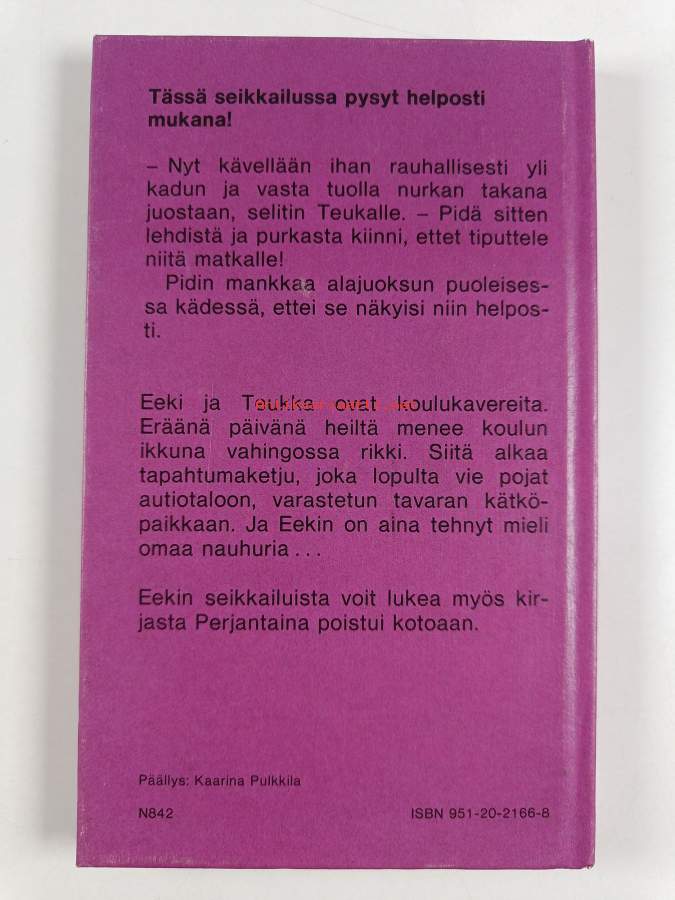 Tässä seikkailussa pysyt helposti
mukana!
– Nyt kävellään ihan rauhallisesti yli
kadun ja vasta tuolla nurkan takana
juostaan, selitin Teukalle. – Pidä sitten
lehdistä ja purkasta kiinni, ettet tiputtele
niitä matkalle!
Pidin mankkaa alajuoksun puoleises-
sa kädessä, ettei se näkyisi niin helpos-
ti.
Eeki ja Teukka ovat koulukavereita.
Eräänä päivänä heiltä menee koulun
ikkuna vahingossa rikki. Siitä alkaa
tapahtumaketju, joka lopulta vie pojat
autiotaloon, varastetun tavaran kätkö-
paikkaan. Ja Eekin on aina tehnyt mieli
omaa nauhuria...
Eekin seikkailuista voit lukea myös kir-
jasta Perjantaina poistui kotoaan.
Päällys: Kaarina Pulkkila
N842 ISBN 951-20-2166-8